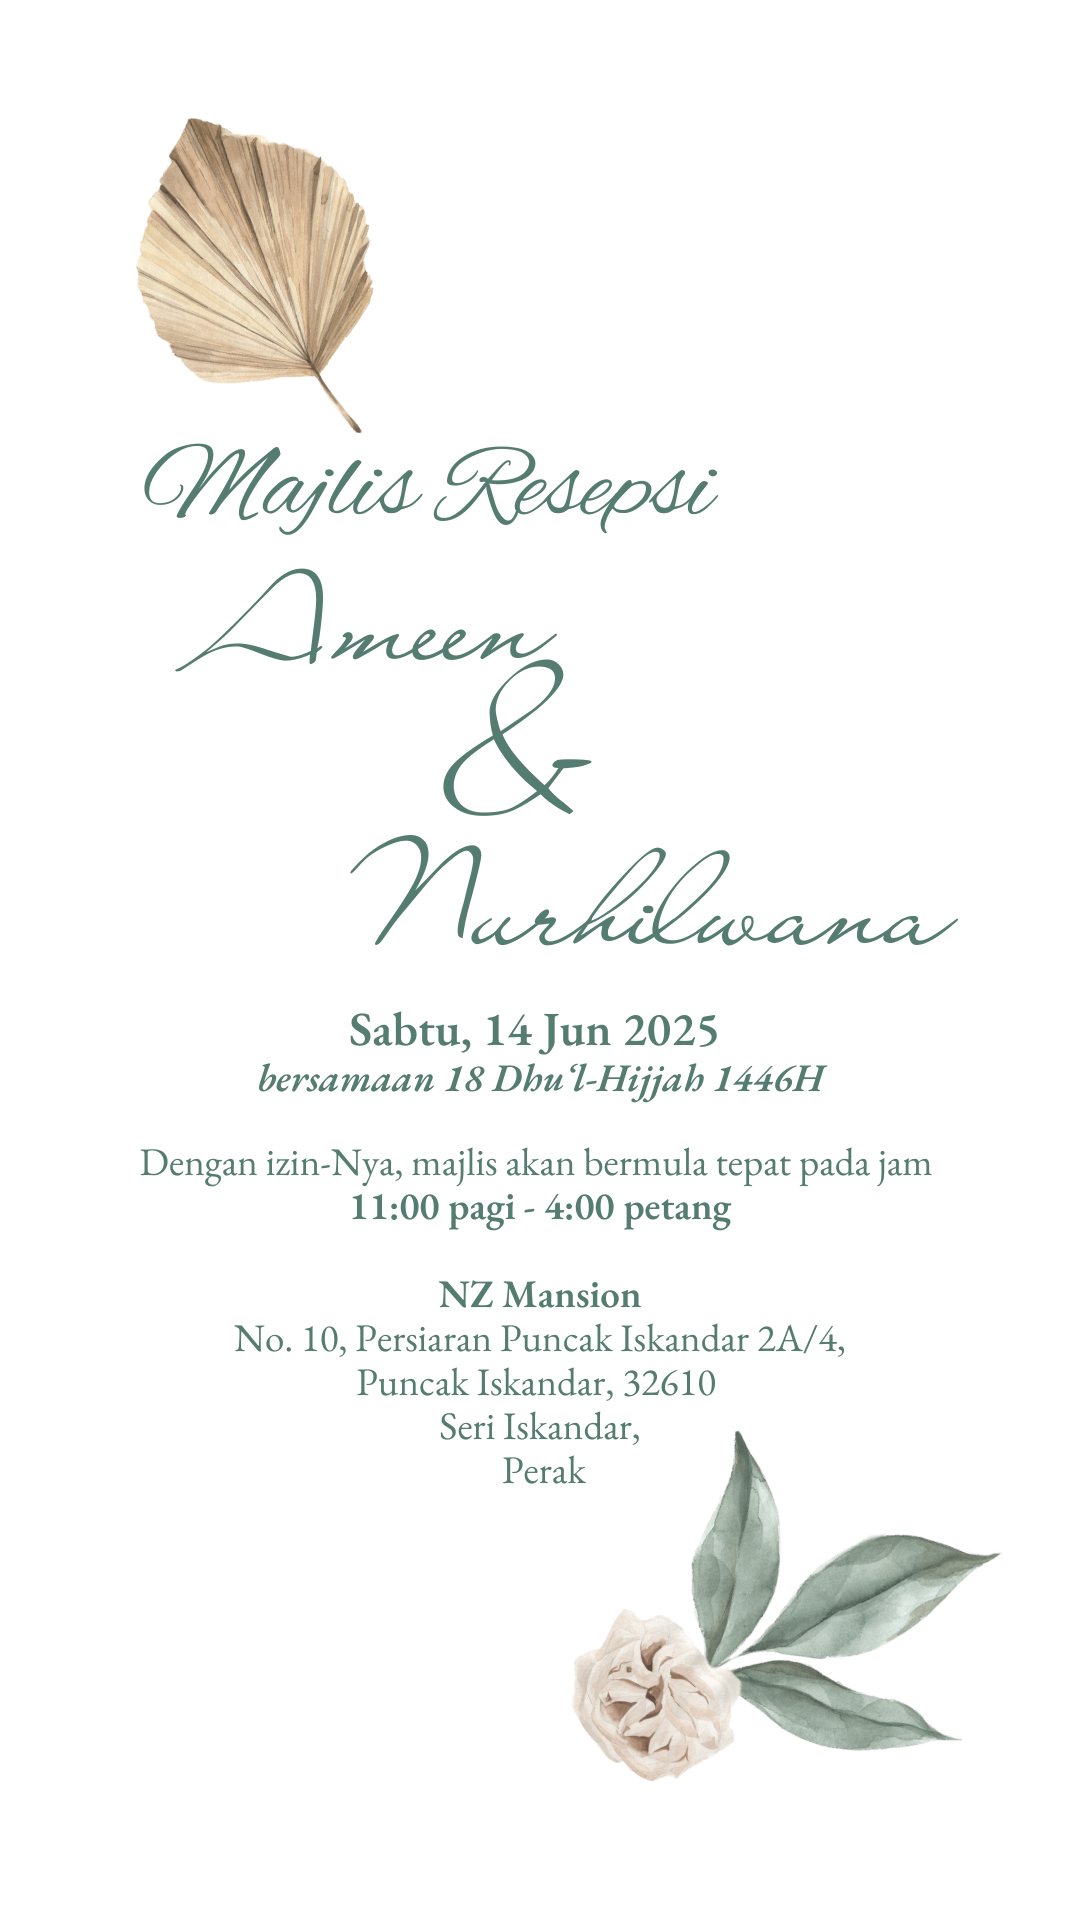 Majlis Resepsi
Ameen
&
Nurhilwana
Sabtu, 14 Jun 2025
bersamaan 18 Dhu‘l-Hijjah 1446H
Dengan izin-Nya, majlis akan bermula tepat pada jam
11:00 pagi - 4:00 petang
NZ Mansion
No. 10, Persiaran Puncak Iskandar 2A/4,
Puncak Iskandar, 32610
Seri Iskandar,
Perak